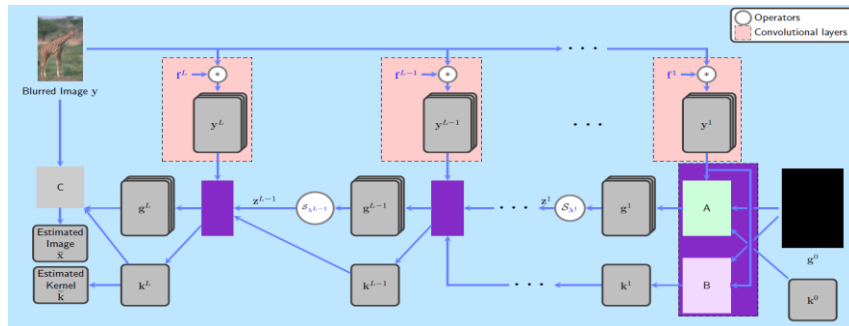 Operators
Convolutional layers
f^L
*
f^{L-1}
*
f^1
*
Blurred Image y
y^L
y^{L-1}
y^1
. . .
. . .
. . .
C
g^L
z^{L-1}
S_{λ^{L-1}}
g^{L-1}
. . .
z^1
S_{λ^1}
g^1
A
g^0
Estimated
Image
x̃
Estimated
Kernel
k̃
k^L
k^{L-1}
. . .
k^1
B
k^0